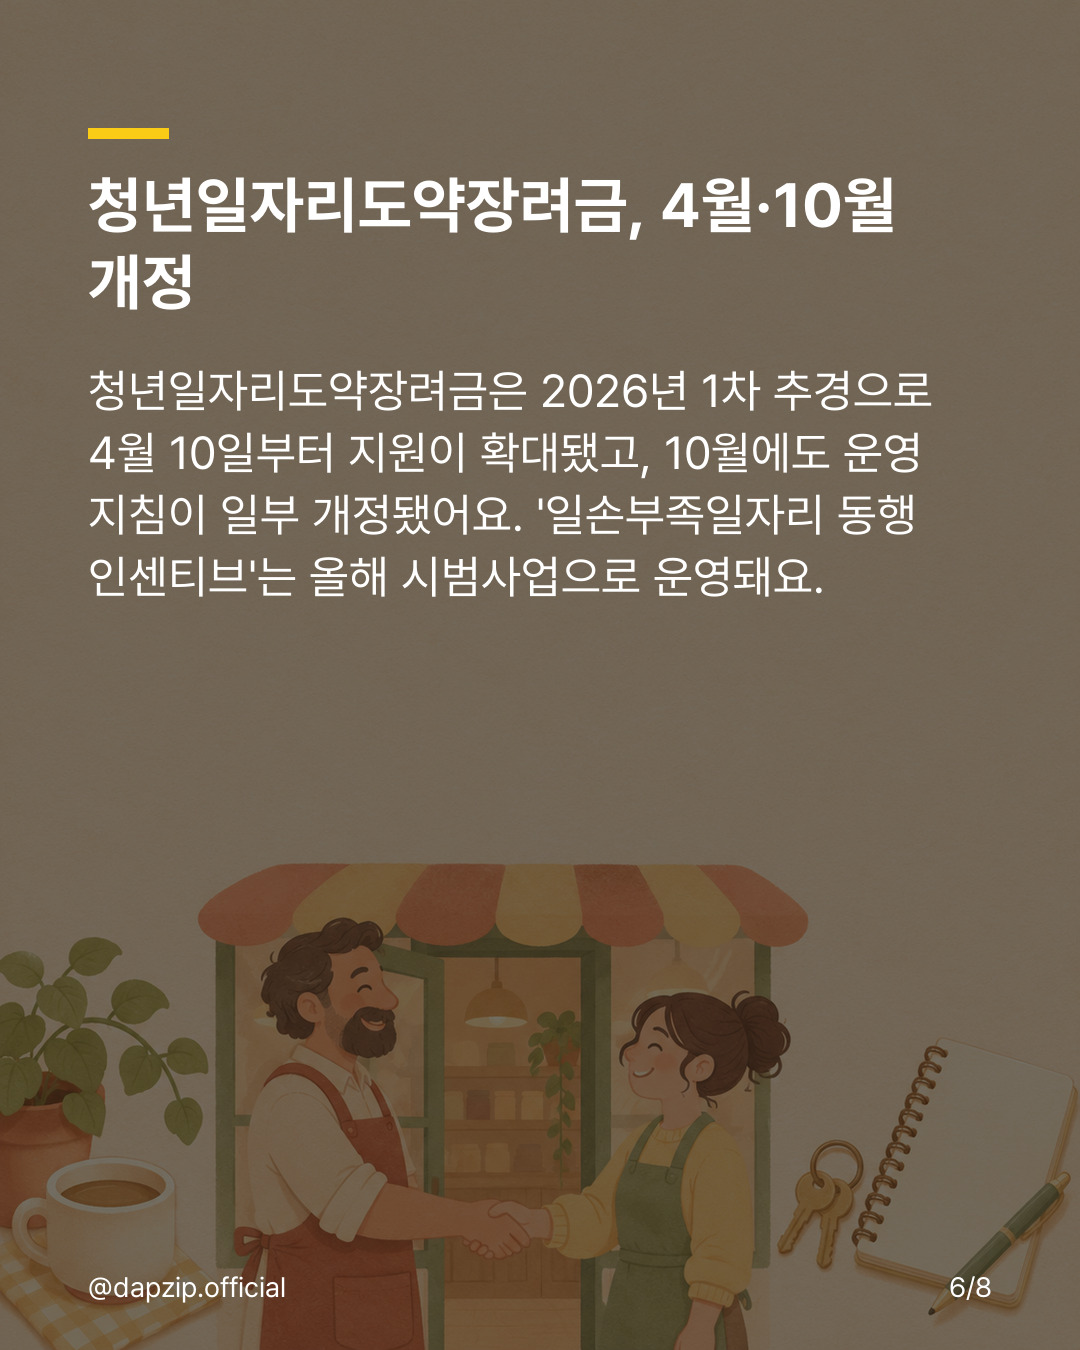 청년일자리도약장려금, 4월·10월
개정
청년일자리도약장려금은 2026년 1차 추경으로
4월 10일부터 지원이 확대됐고, 10월에도 운영
지침이 일부 개정됐어요. '일손부족일자리 동행
인센티브'는 올해 시범사업으로 운영돼요.
@dapzip.official
6/8